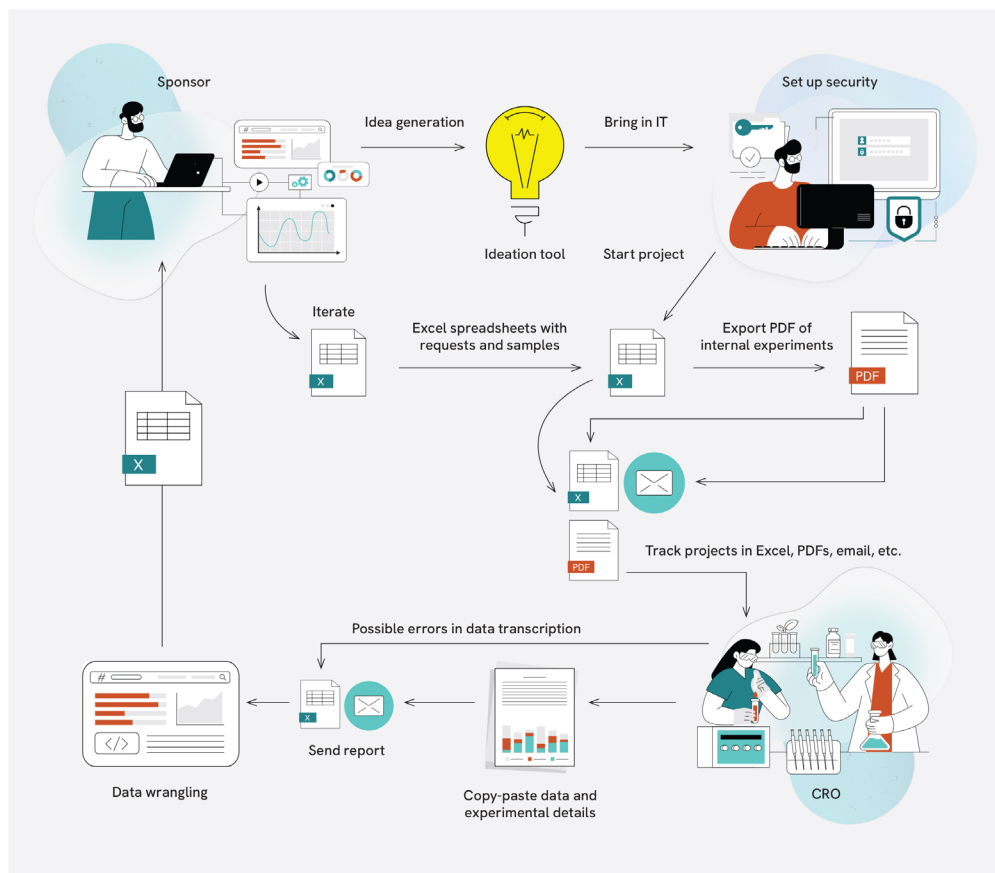 Sponsor
Set up security
Idea generation
Bring in IT
Ideation tool
Start project
Iterate
Excel spreadsheets with
requests and samples
Export PDF of
internal experiments
X
X
PDF
X
X
PDF
Track projects in Excel, PDFs, email, etc.
Possible errors in data transcription
#
</>
X
Send report
Data wrangling
Copy-paste data and
experimental details
CRO
#